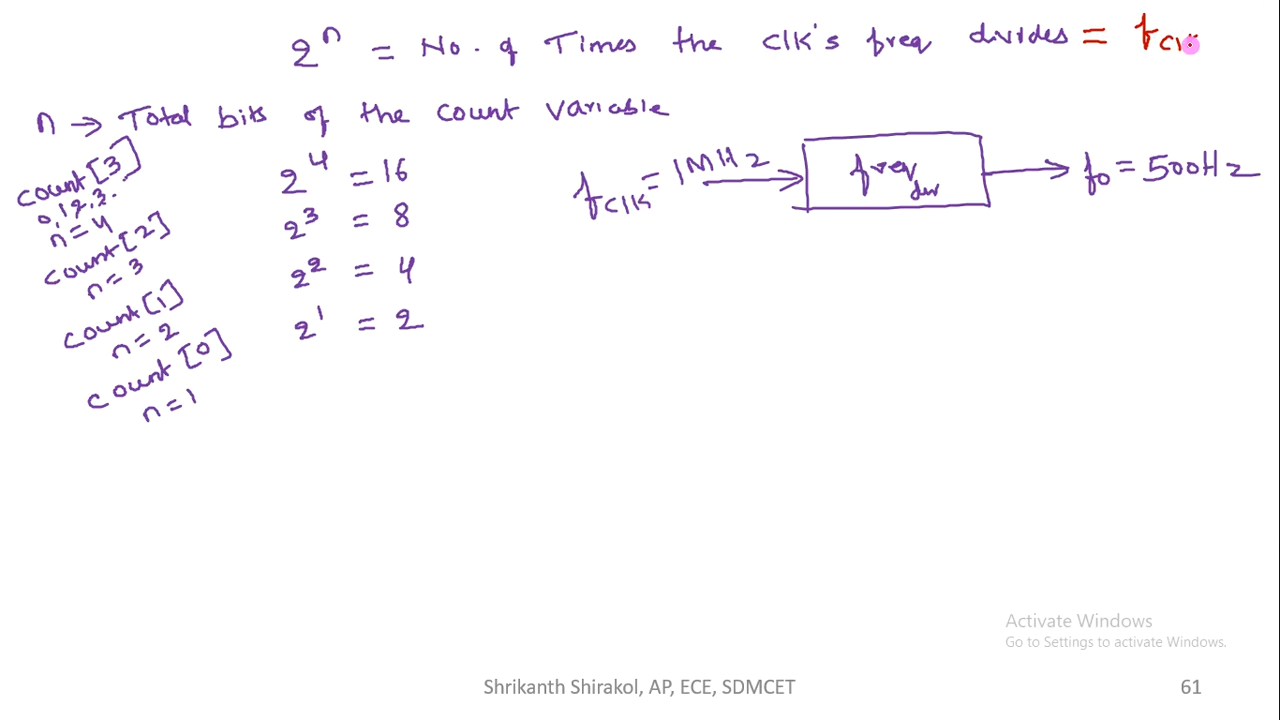 2^n = No. of Times the Clk's freq divides = fclk
n → Total bits of the count variable
count[3]
0,1,2,3.
n=4
2^4 = 16
count[2]
n=3
2^3 = 8
count[1]
n=2
2^2 = 4
count[0]
n=1
2^1 = 2
fclk = 1MHz → freq div → fo = 500Hz
Activate Windows
Go to Settings to activate Windows.
Shrikanth Shirakol, AP, ECE, SDMCET
61